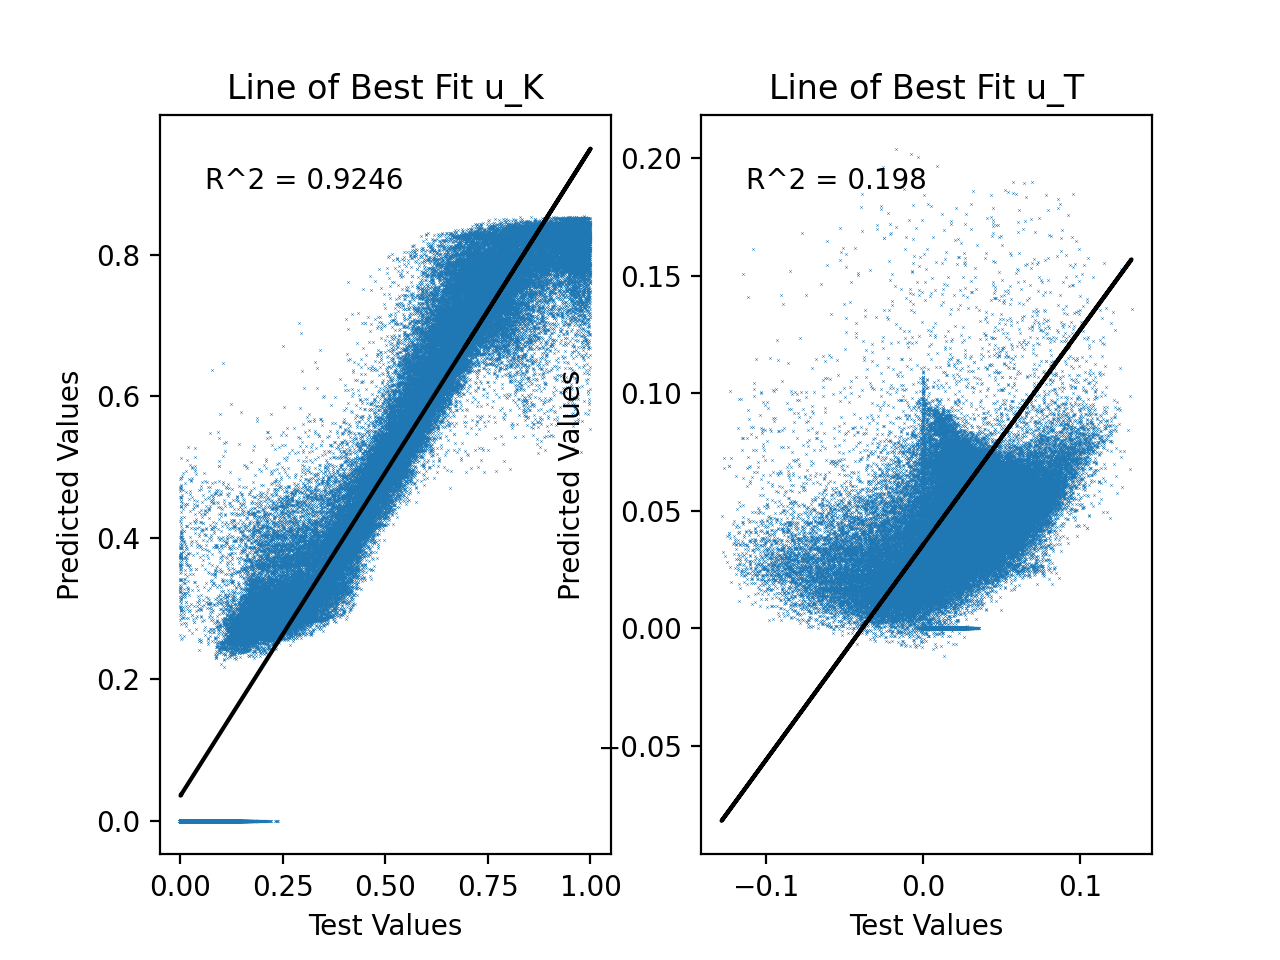 Line of Best Fit u_K
R^2 = 0.9246
Predicted Values
0.8
0.6
0.4
0.2
0.0
0.00 0.25 0.50 0.75 1.00
Test Values
Line of Best Fit u_T
R^2 = 0.198
Predicted Values
0.20
0.15
0.10
0.05
0.00
−0.05
−0.1 0.0 0.1
Test Values